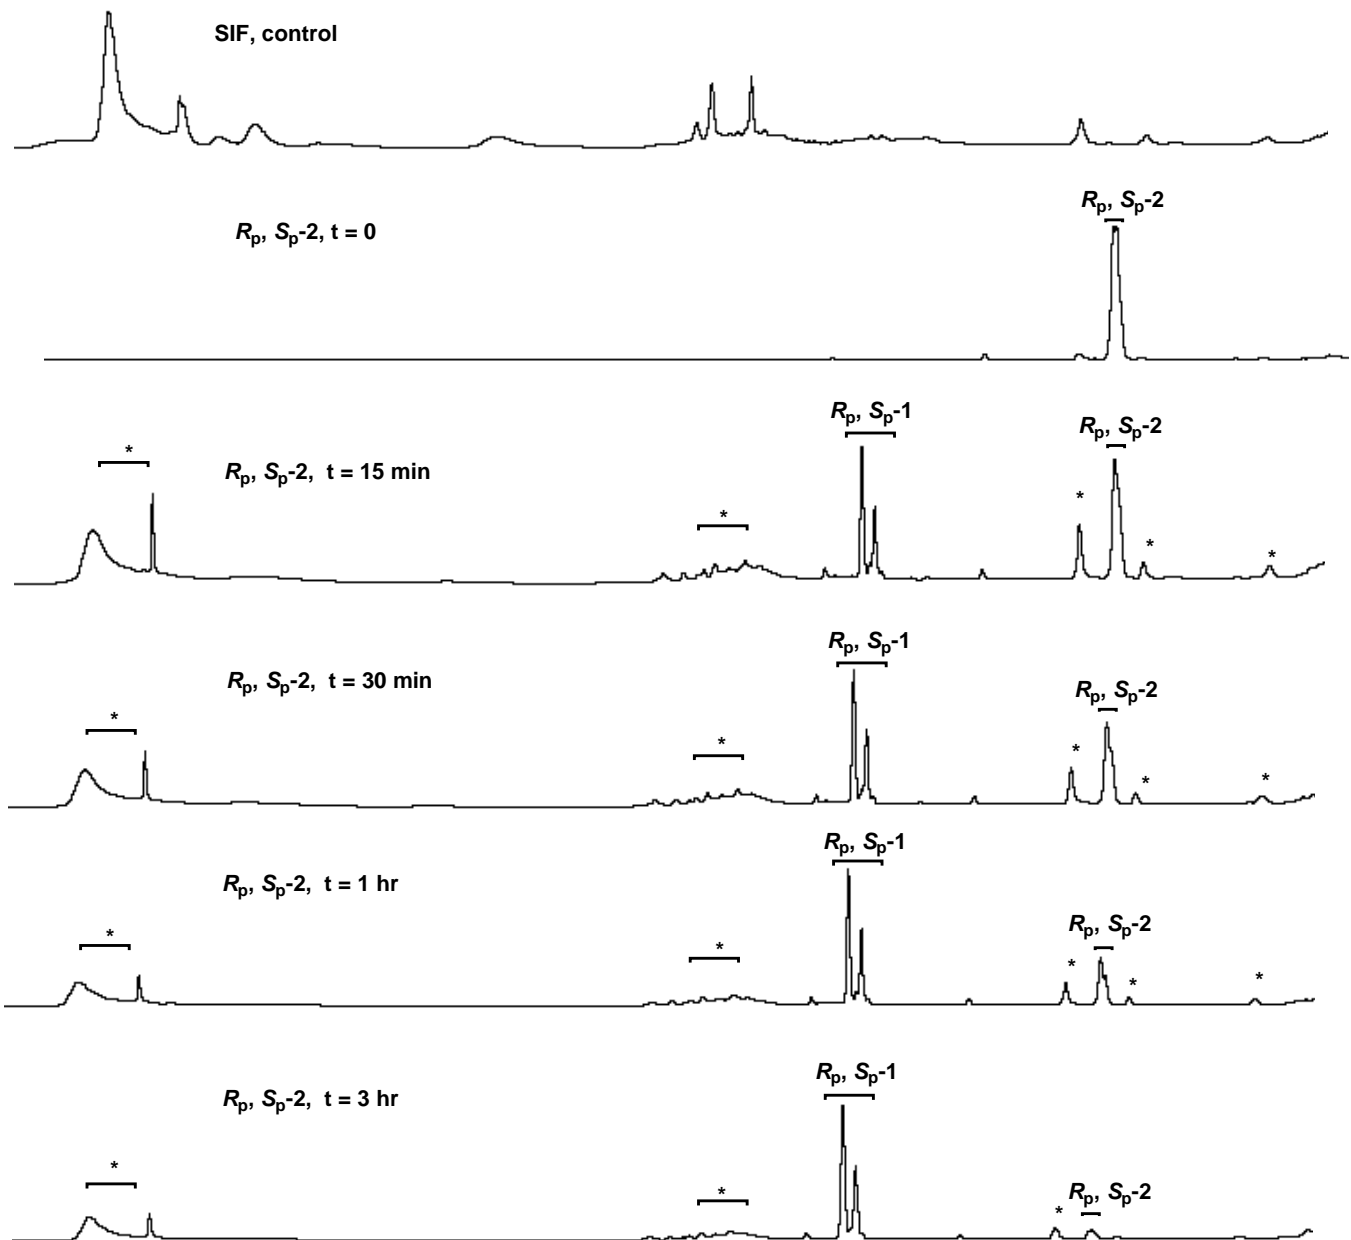 SIF, control
Rp, Sp-2
Rp, Sp-2, t = 0
Rp, Sp-1
Rp, Sp-2
*
Rp, Sp-2, t = 15 min
*
*
*
*
Rp, Sp-1
Rp, Sp-2, t = 30 min
Rp, Sp-2
*
*
*
*
*
Rp, Sp-1
Rp, Sp-2, t = 1 hr
Rp, Sp-2
*
*
*
*
*
Rp, Sp-1
Rp, Sp-2, t = 3 hr
*
*
*
Rp, Sp-2